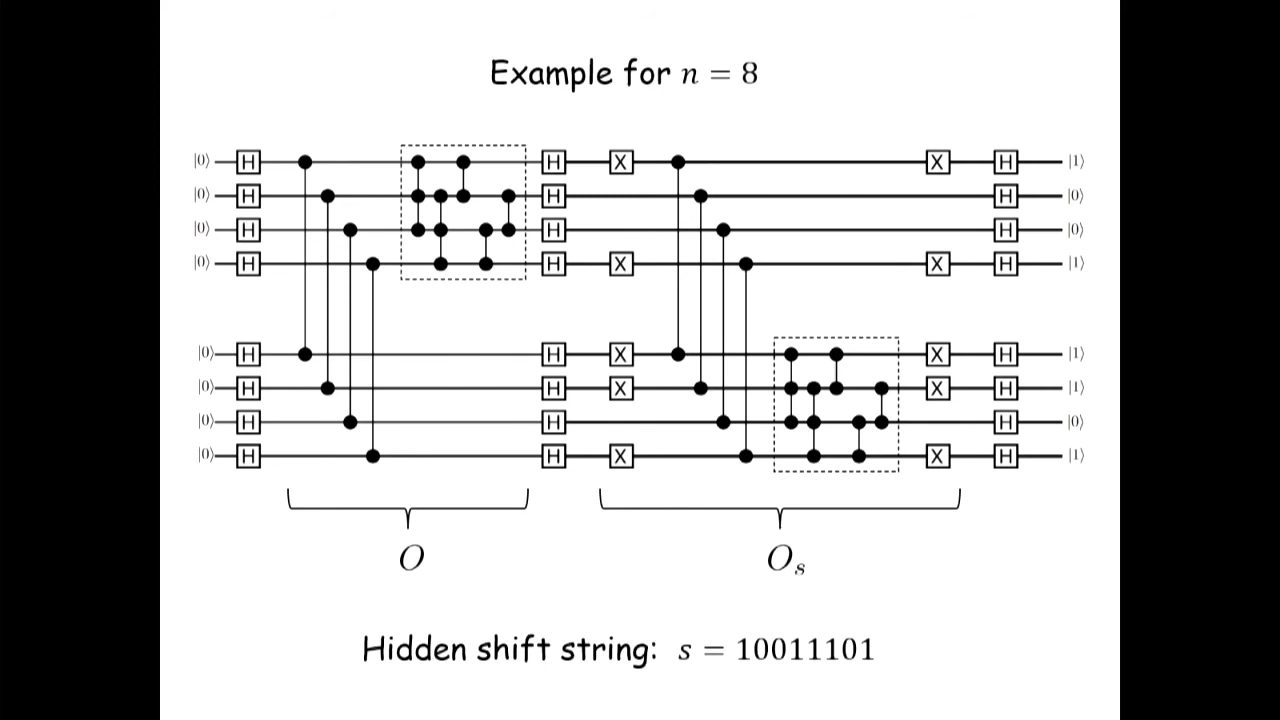 Example for n = 8
|0⟩ H H X X H |1⟩
|0⟩ H H H |0⟩
|0⟩ H H H |0⟩
|0⟩ H H X X H |1⟩
|0⟩ H H X X H |1⟩
|0⟩ H H X X H |1⟩
|0⟩ H H H |0⟩
|0⟩ H H X X H |1⟩
O Oₛ
Hidden shift string: s = 10011101